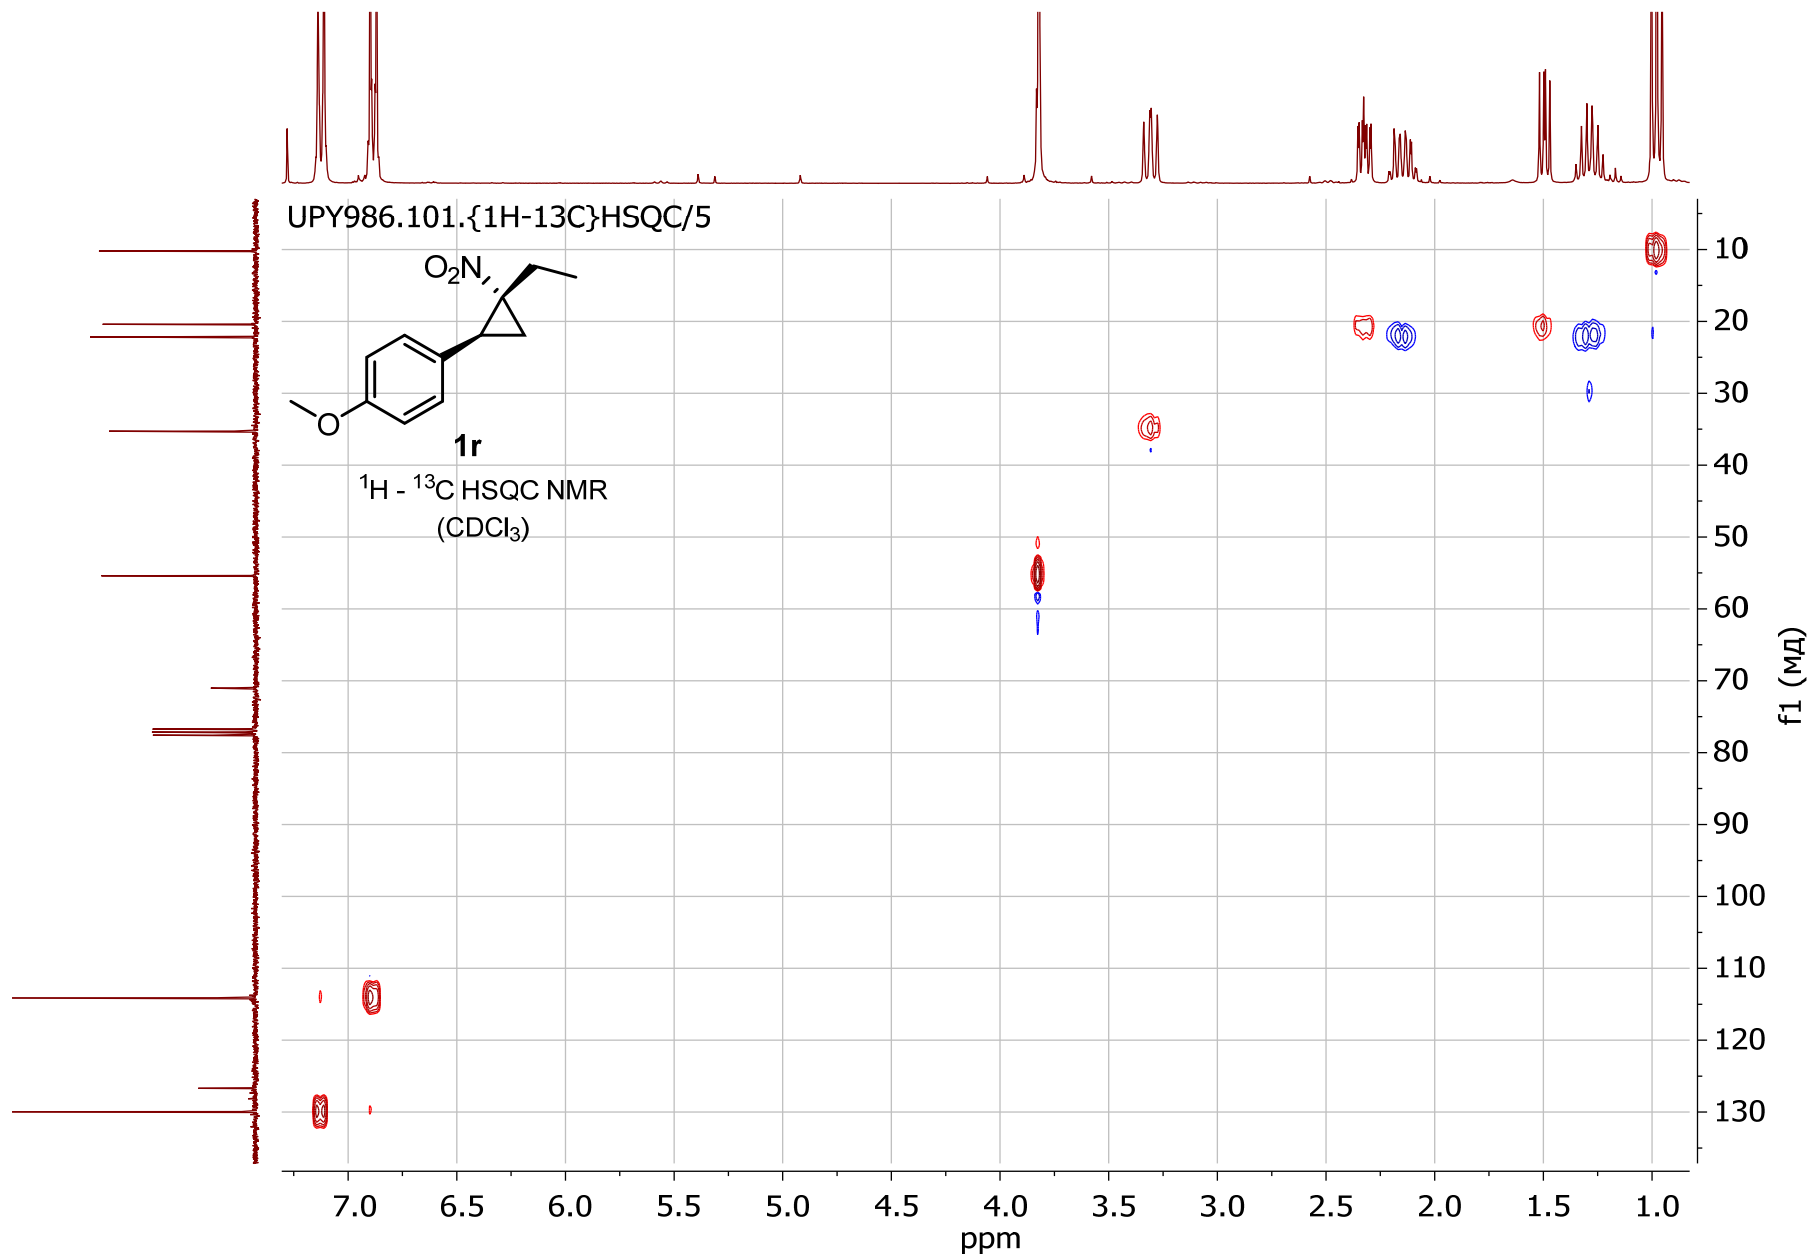 UPY986.101.{1H-13C}HSQC/5
O₂N
O
1r
¹H - ¹³C HSQC NMR
(CDCl₃)
10
20
30
40
50
60
70
80
90
100
110
120
130
f1 (мд)
7.0 6.5 6.0 5.5 5.0 4.5 4.0 3.5 3.0 2.5 2.0 1.5 1.0
ppm